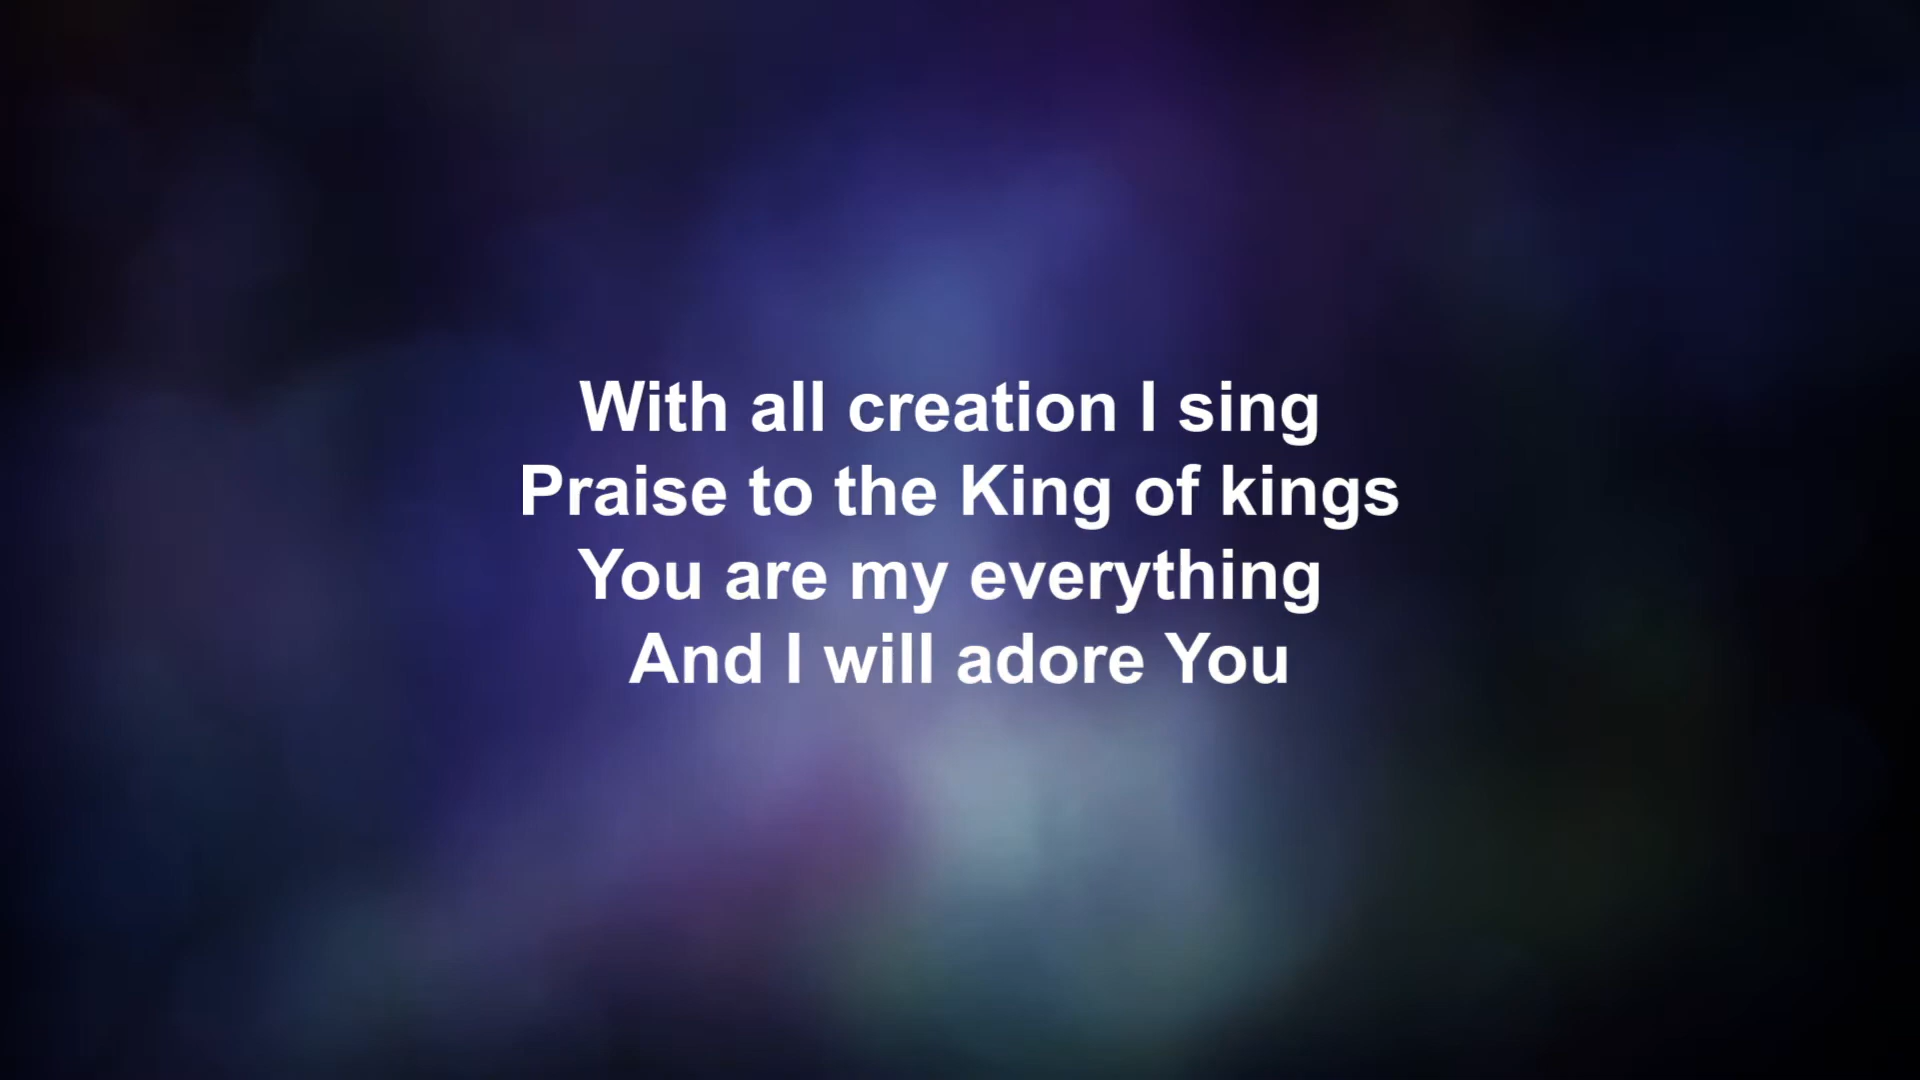 With all creation I sing
Praise to the King of kings
You are my everything
And I will adore You